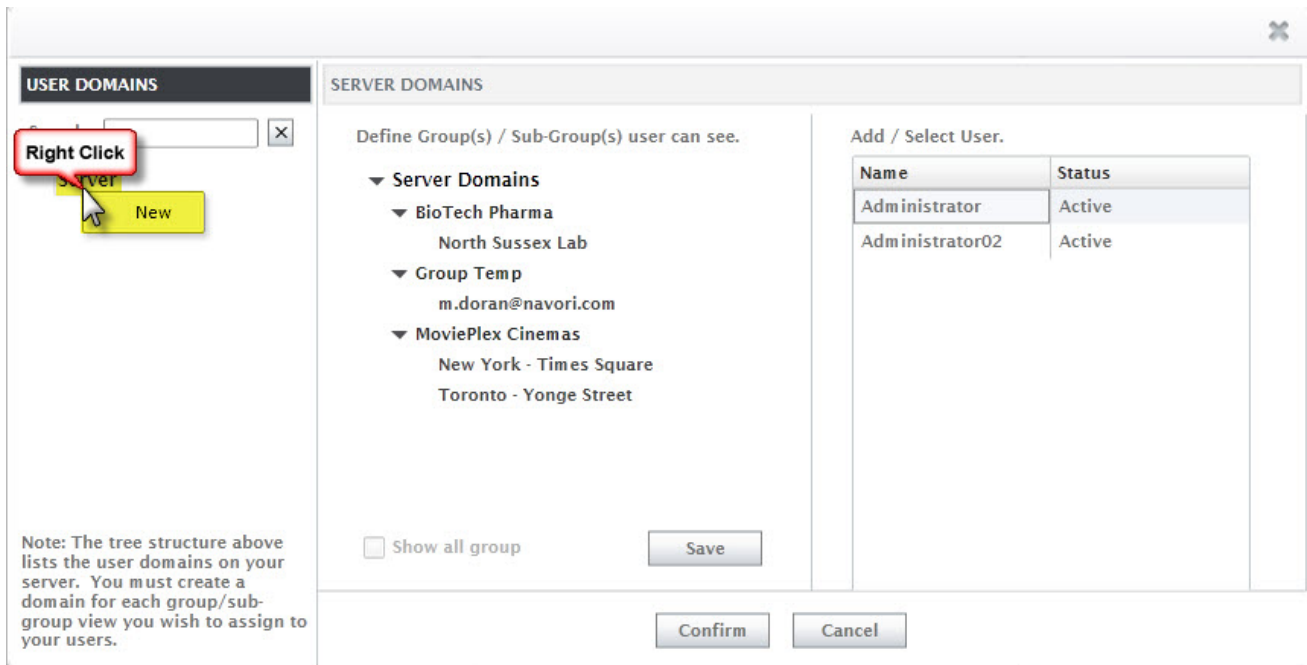 USER DOMAINS
SERVER DOMAINS
Right Click
Server
New
Note: The tree structure above
lists the user domains on your
server. You must create a
domain for each group/sub-
group view you wish to assign to
your users.
Define Group(s) / Sub-Group(s) user can see.
Server Domains
BioTech Pharma
North Sussex Lab
Group Temp
m.doran@navori.com
MoviePlex Cinemas
New York - Times Square
Toronto - Yonge Street
Show all group
Save
Add / Select User.
Name Status
Administrator Active
Administrator02 Active
Confirm Cancel